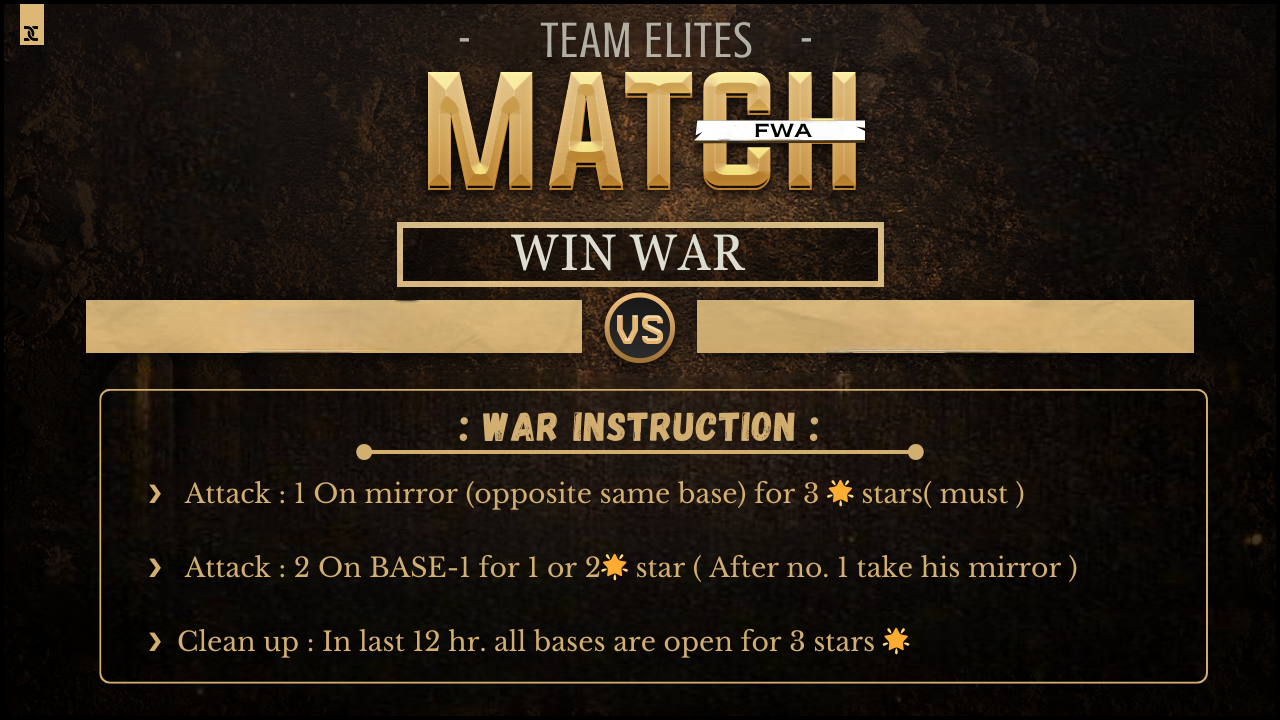 - TEAM ELITES -
MATCH
FWA
WIN WAR
VS
: WAR INSTRUCTION :
❯ Attack : 1 On mirror (opposite same base) for 3 🌟 stars( must )
❯ Attack : 2 On BASE-1 for 1 or 2🌟 star ( After no. 1 take his mirror )
❯ Clean up : In last 12 hr. all bases are open for 3 stars 🌟